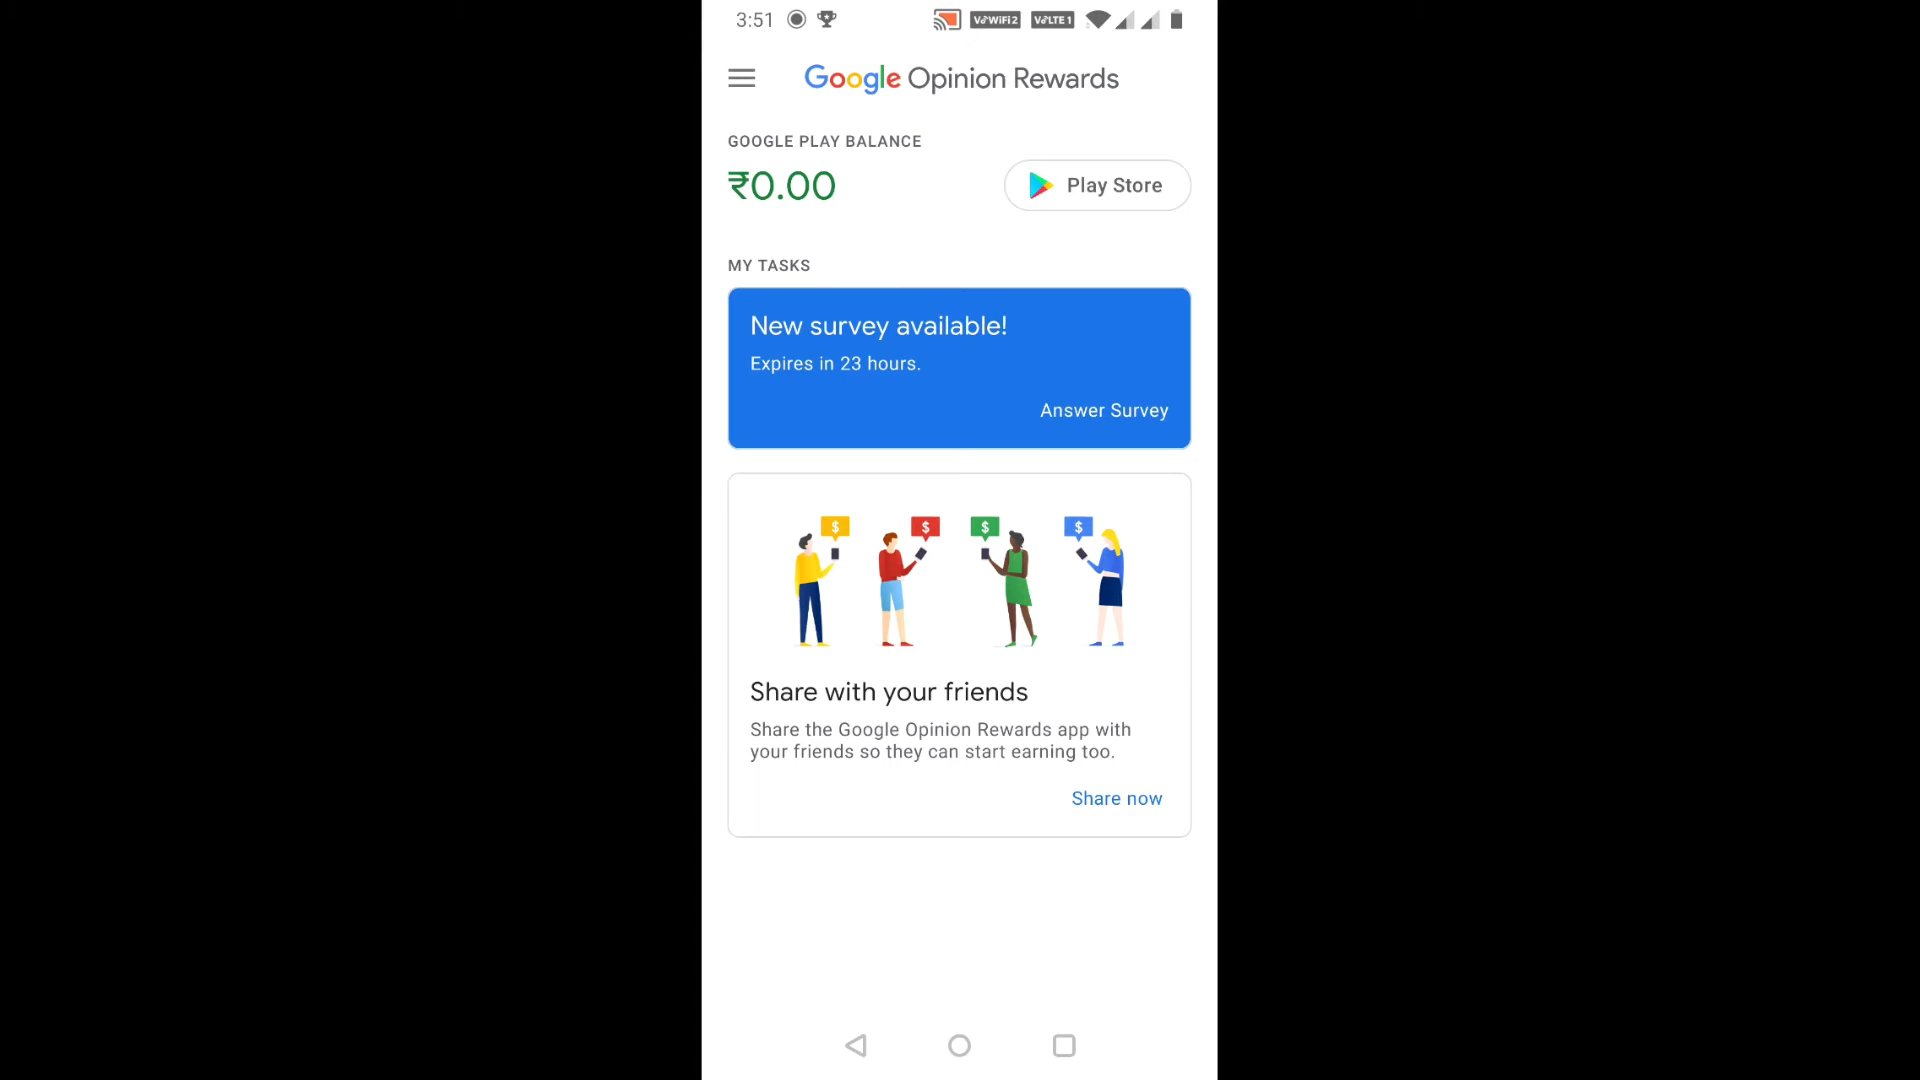 3:51 VoWiFi2 VoLTE1
Google Opinion Rewards
GOOGLE PLAY BALANCE
₹0.00
Play Store
MY TASKS
New survey available!
Expires in 23 hours.
Answer Survey
$ $ $ $
Share with your friends
Share the Google Opinion Rewards app with
your friends so they can start earning too.
Share now